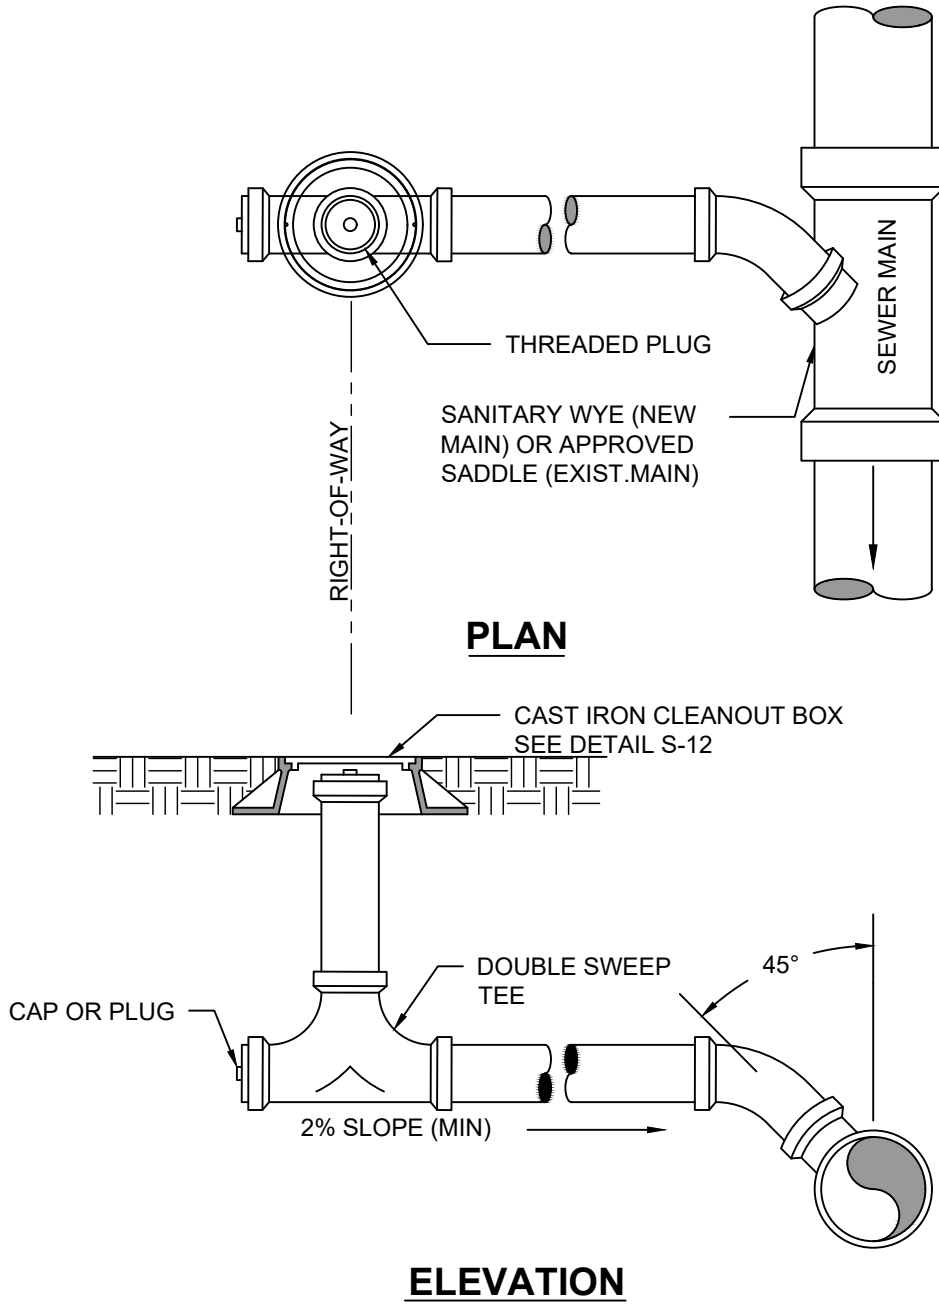 SEWER MAIN
THREADED PLUG
SANITARY WYE (NEW
MAIN) OR APPROVED
SADDLE (EXIST.MAIN)
RIGHT-OF-WAY
PLAN
CAST IRON CLEANOUT BOX
SEE DETAIL S-12
DOUBLE SWEEP
TEE
45°
CAP OR PLUG
2% SLOPE (MIN)
ELEVATION